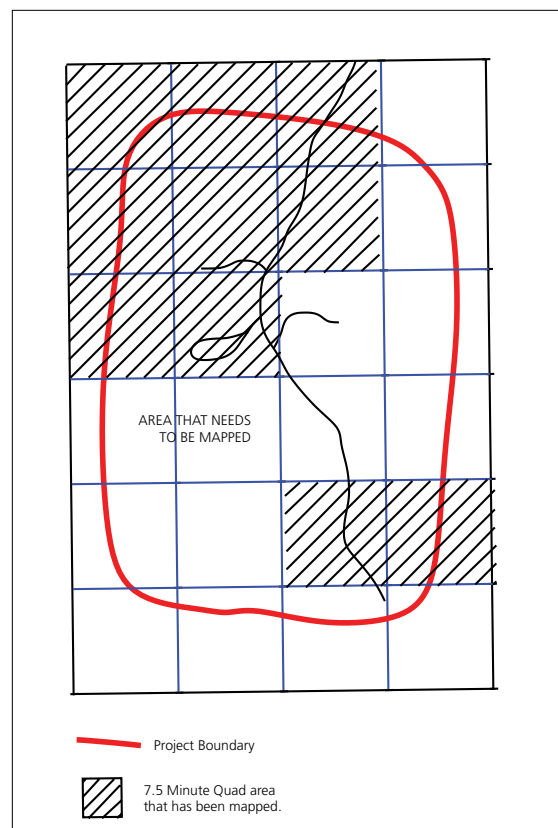 AREA THAT NEEDS
TO BE MAPPED
Project Boundary
7.5 Minute Quad area
that has been mapped.